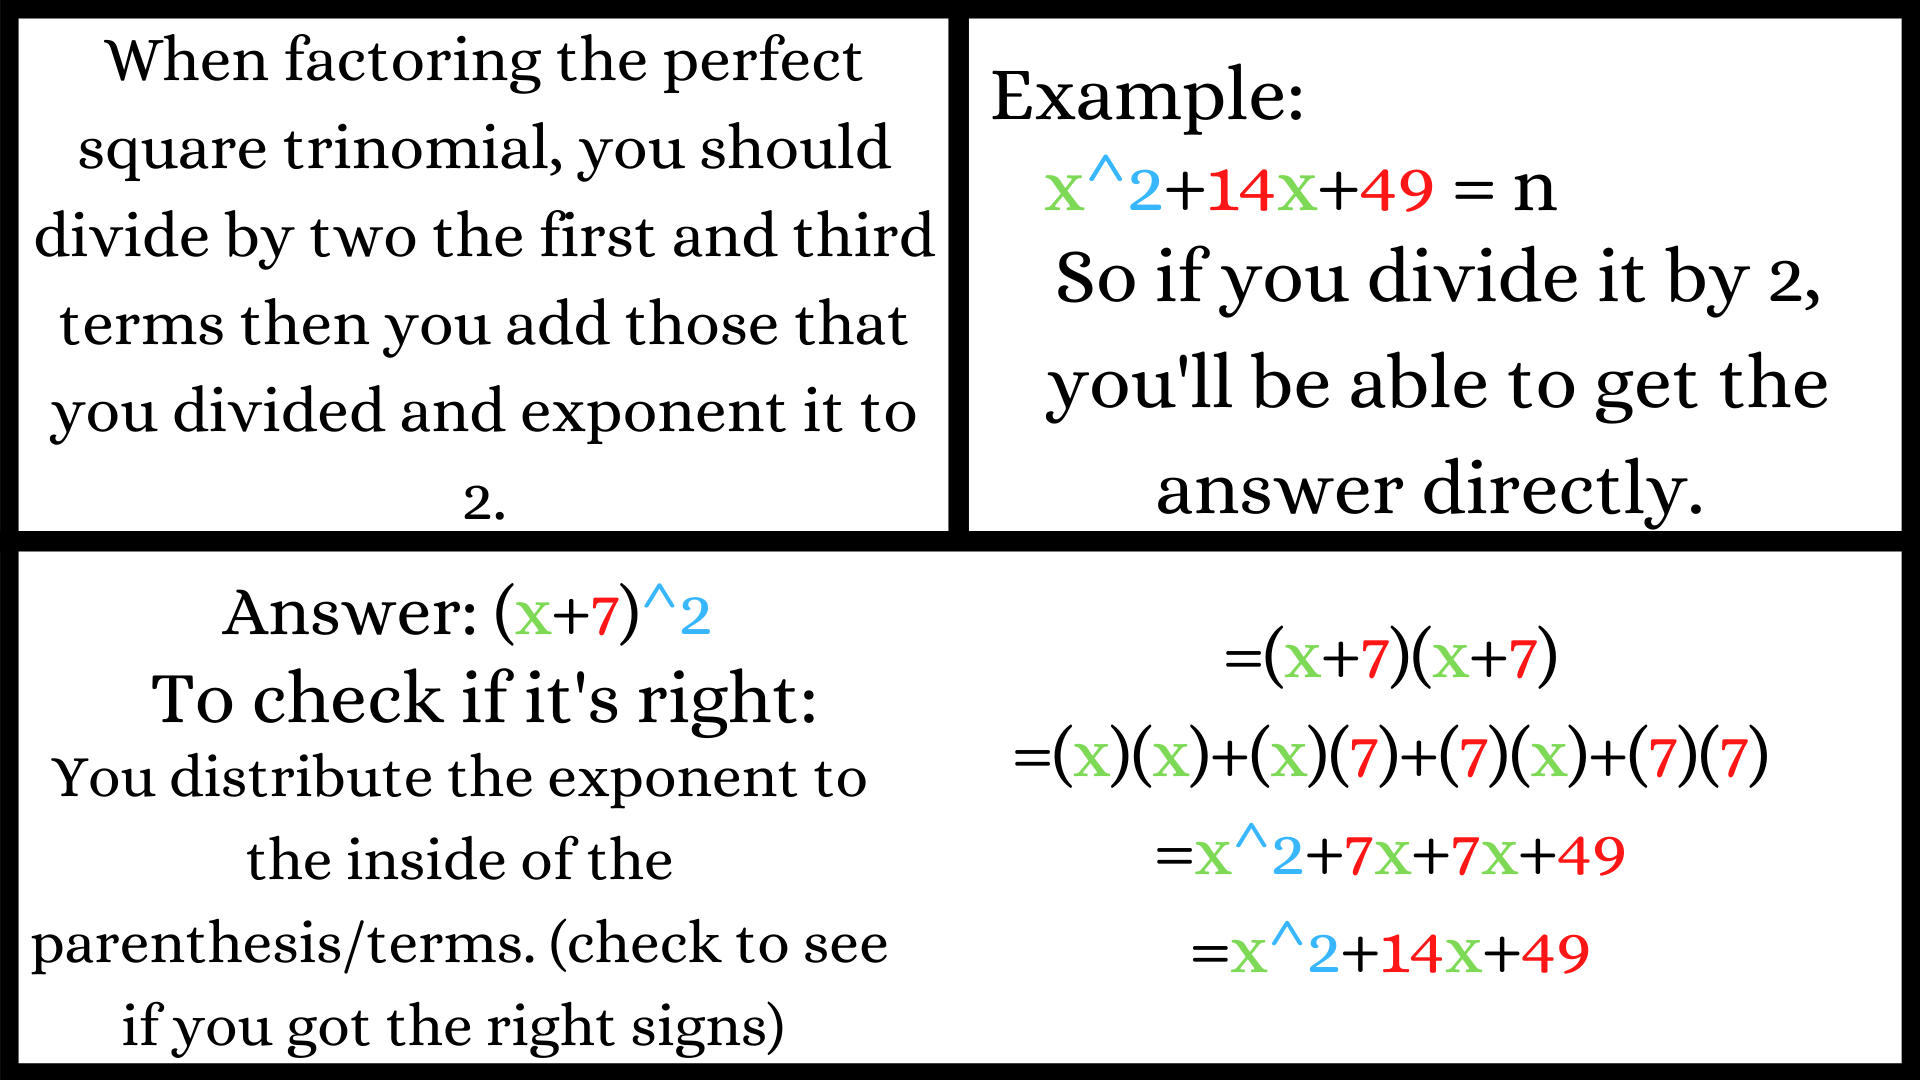 When factoring the perfect
square trinomial, you should
divide by two the first and third
terms then you add those that
you divided and exponent it to
2.
Example:
x^2+14x+49 = n
So if you divide it by 2,
you'll be able to get the
answer directly.
Answer: (x+7)^2
To check if it's right:
You distribute the exponent to
the inside of the
parenthesis/terms. (check to see
if you got the right signs)
=(x+7)(x+7)
=(x)(x)+(x)(7)+(7)(x)+(7)(7)
=x^2+7x+7x+49
=x^2+14x+49